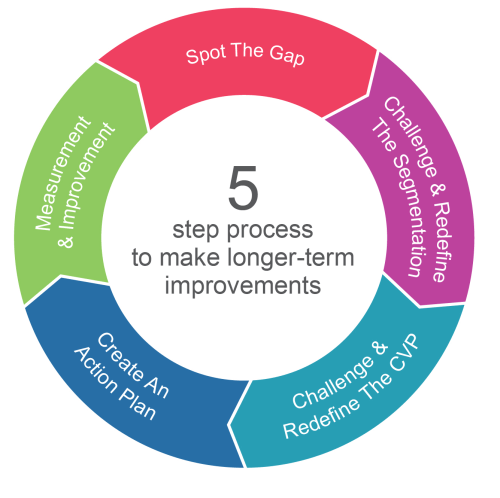 5
step process
to make longer-term
improvements
Spot The Gap
Challenge & Redefine
The Segmentation
Challenge &
Redefine The CVP
Create An
Action Plan
Measurement
& Improvement